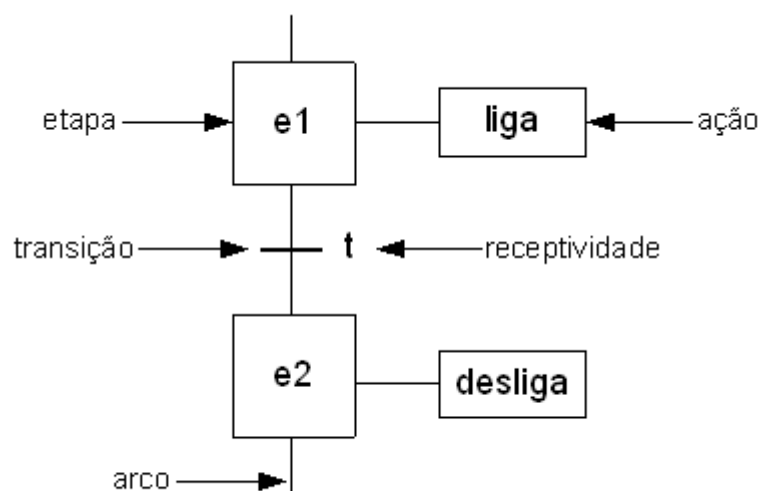 etapa e1 liga ação
transição t receptividade
e2 desliga
arco